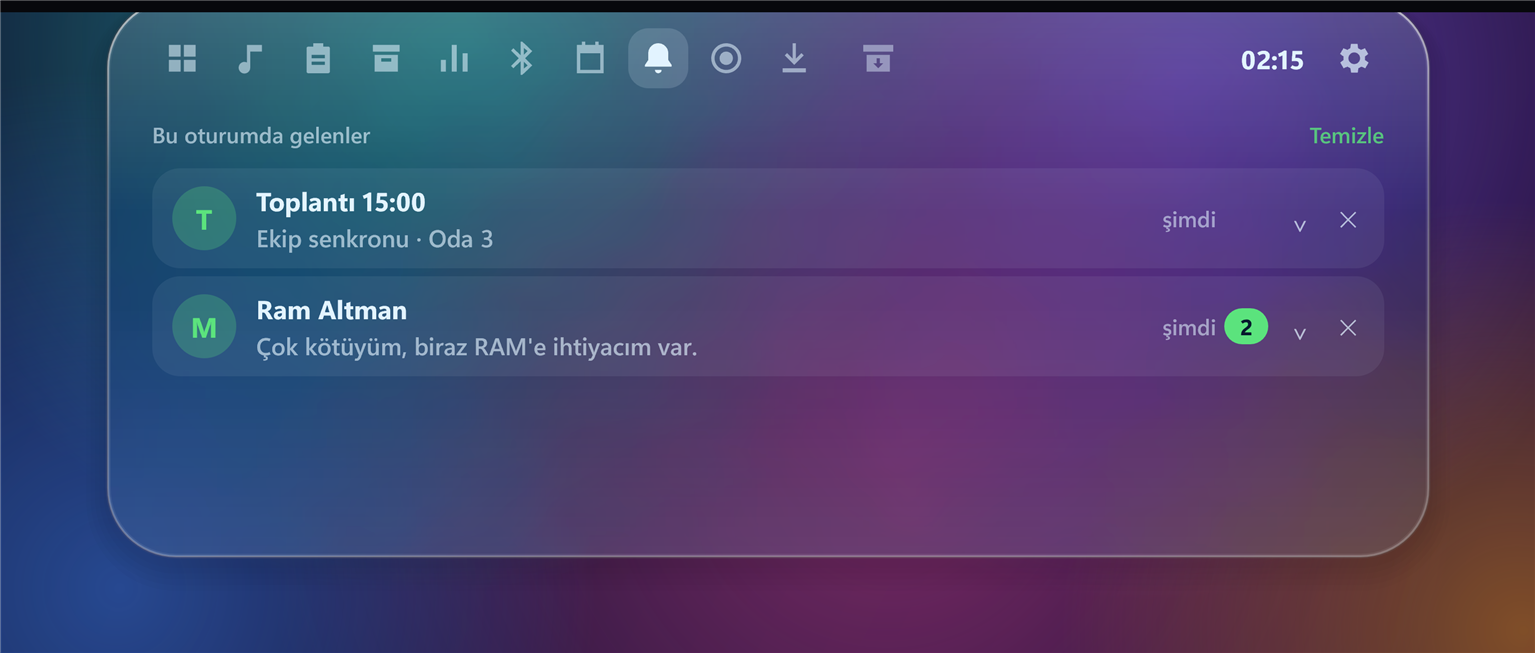 02:15
Bu oturumda gelenler
Temizle
T
Toplantı 15:00
Ekip senkronu · Oda 3
şimdi
M
Ram Altman
Çok kötüyüm, biraz RAM'e ihtiyacım var.
şimdi
2